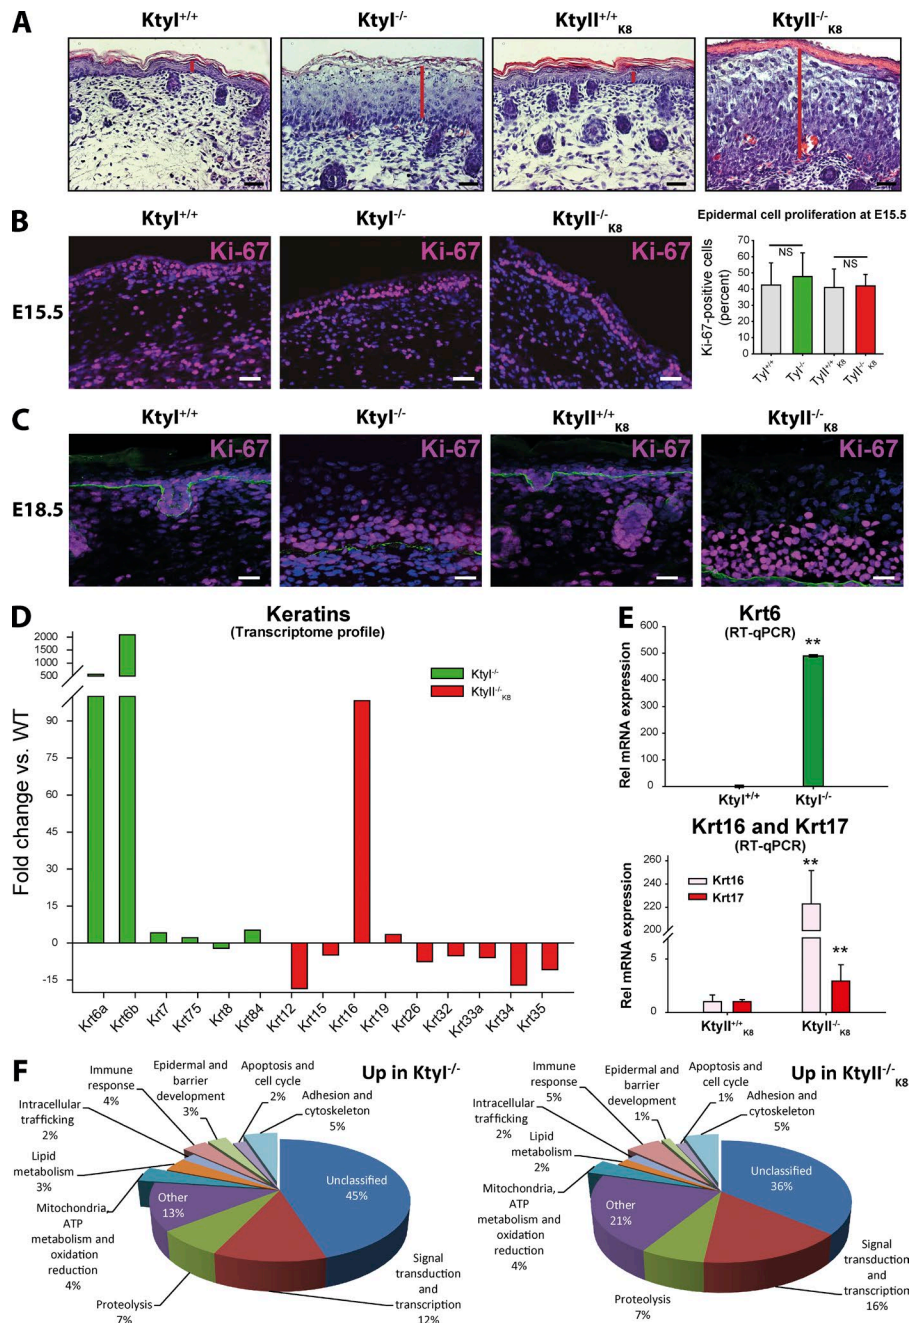 A
KtyI+/+
KtyI-/-
KtyII+/+ K8
KtyII-/- K8
B
KtyI+/+
KtyI-/-
KtyII-/- K8
Ki-67
Ki-67
Ki-67
E15.5
Epidermal cell proliferation at E15.5
Ki-67-positive cells
(percent)
70
60
50
40
30
20
10
0
NS
NS
TyI+/+
TyI-/-
TyII+/+ K8
TyII-/- K8
C
KtyI+/+
KtyI-/-
KtyII+/+ K8
KtyII-/- K8
Ki-67
Ki-67
Ki-67
Ki-67
E18.5
D
Keratins
(Transcriptome profile)
Fold change vs. WT
2000
1500
1000
500
90
75
60
45
30
15
0
-15
KtyI-/-
KtyII-/- K8
Krt6a
Krt6b
Krt7
Krt75
Krt8
Krt84
Krt12
Krt15
Krt16
Krt19
Krt26
Krt32
Krt33a
Krt34
Krt35
E
Krt6
(RT-qPCR)
Rel mRNA expression
600
500
400
300
200
100
0
**
KtyI+/+
KtyI-/-
Krt16 and Krt17
(RT-qPCR)
Rel mRNA expression
260
240
220
200
5
0
Krt16
Krt17
**
**
KtyII+/+ K8
KtyII-/- K8
F
Up in KtyI-/-
Immune
response
4%
Epidermal and
barrier
development
3%
Apoptosis and
cell cycle
2%
Adhesion and
cytoskeleton
5%
Intracellular
trafficking
2%
Lipid
metabolism
3%
Mitochondria,
ATP
metabolism and
oxidation
reduction
4%
Other
13%
Unclassified
45%
Proteolysis
7%
Signal
transduction and
transcription
12%
Up in KtyII-/- K8
Immune
response
5%
Epidermal and
barrier
development
1%
Apoptosis and
cell cycle
1%
Adhesion and
cytoskeleton
5%
Intracellular
trafficking
2%
Lipid
metabolism
2%
Mitochondria,
ATP
metabolism and
oxidation
reduction
4%
Other
21%
Unclassified
36%
Proteolysis
7%
Signal
transduction and
transcription
16%